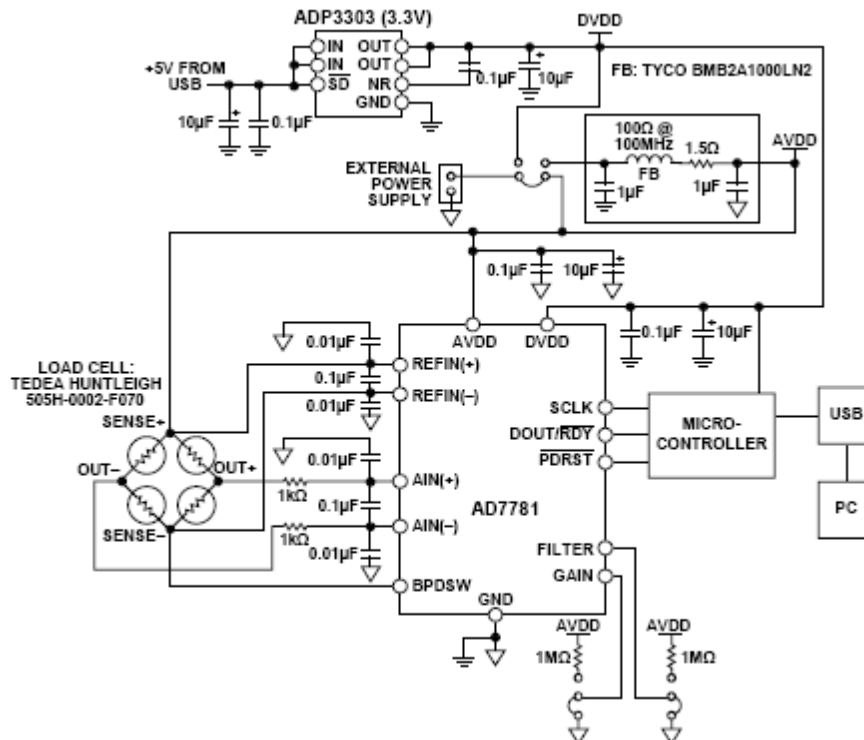 ADP3303 (3.3V)
DVDD
IN
OUT
IN
OUT
SD
NR
GND
+5V FROM
USB
10µF
0.1µF
0.1µF
10µF
FB: TYCO BMB2A1000LN2
100Ω @
100MHz
1.5Ω
AVDD
FB
1µF
1µF
EXTERNAL
POWER
SUPPLY
0.1µF
10µF
AVDD
DVDD
0.1µF
10µF
0.01µF
0.1µF
0.01µF
REFIN(+)
REFIN(–)
LOAD CELL:
TEDEA HUNTLEIGH
505H-0002-F070
SENSE+
OUT–
OUT+
SENSE–
0.01µF
1kΩ
0.1µF
1kΩ
0.01µF
AIN(+)
AIN(–)
BPDSW
AD7781
GND
SCLK
DOUT/RDY
PDRST
FILTER
GAIN
MICRO-
CONTROLLER
USB
PC
AVDD
AVDD
1MΩ
1MΩ